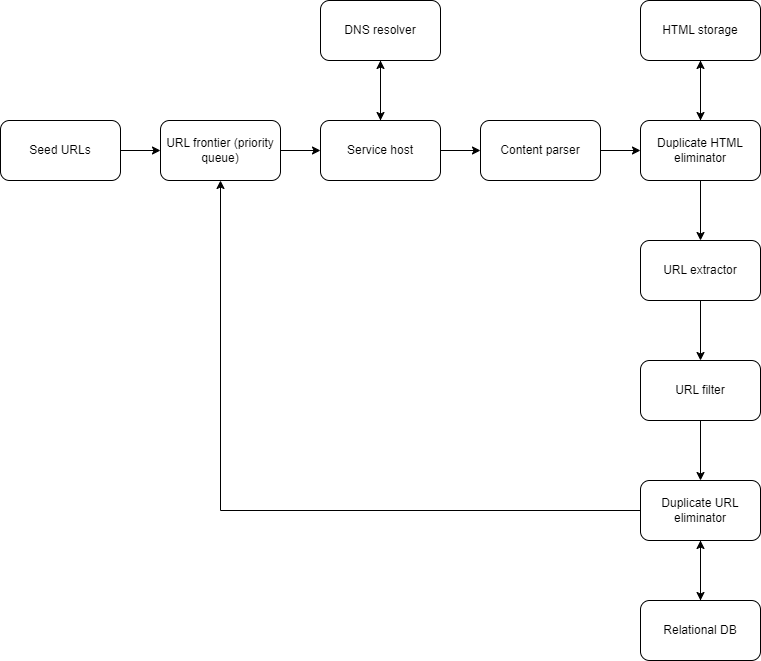 DNS resolver
HTML storage
Seed URLs
URL frontier (priority
queue)
Service host
Content parser
Duplicate HTML
eliminator
URL extractor
URL filter
Duplicate URL
eliminator
Relational DB